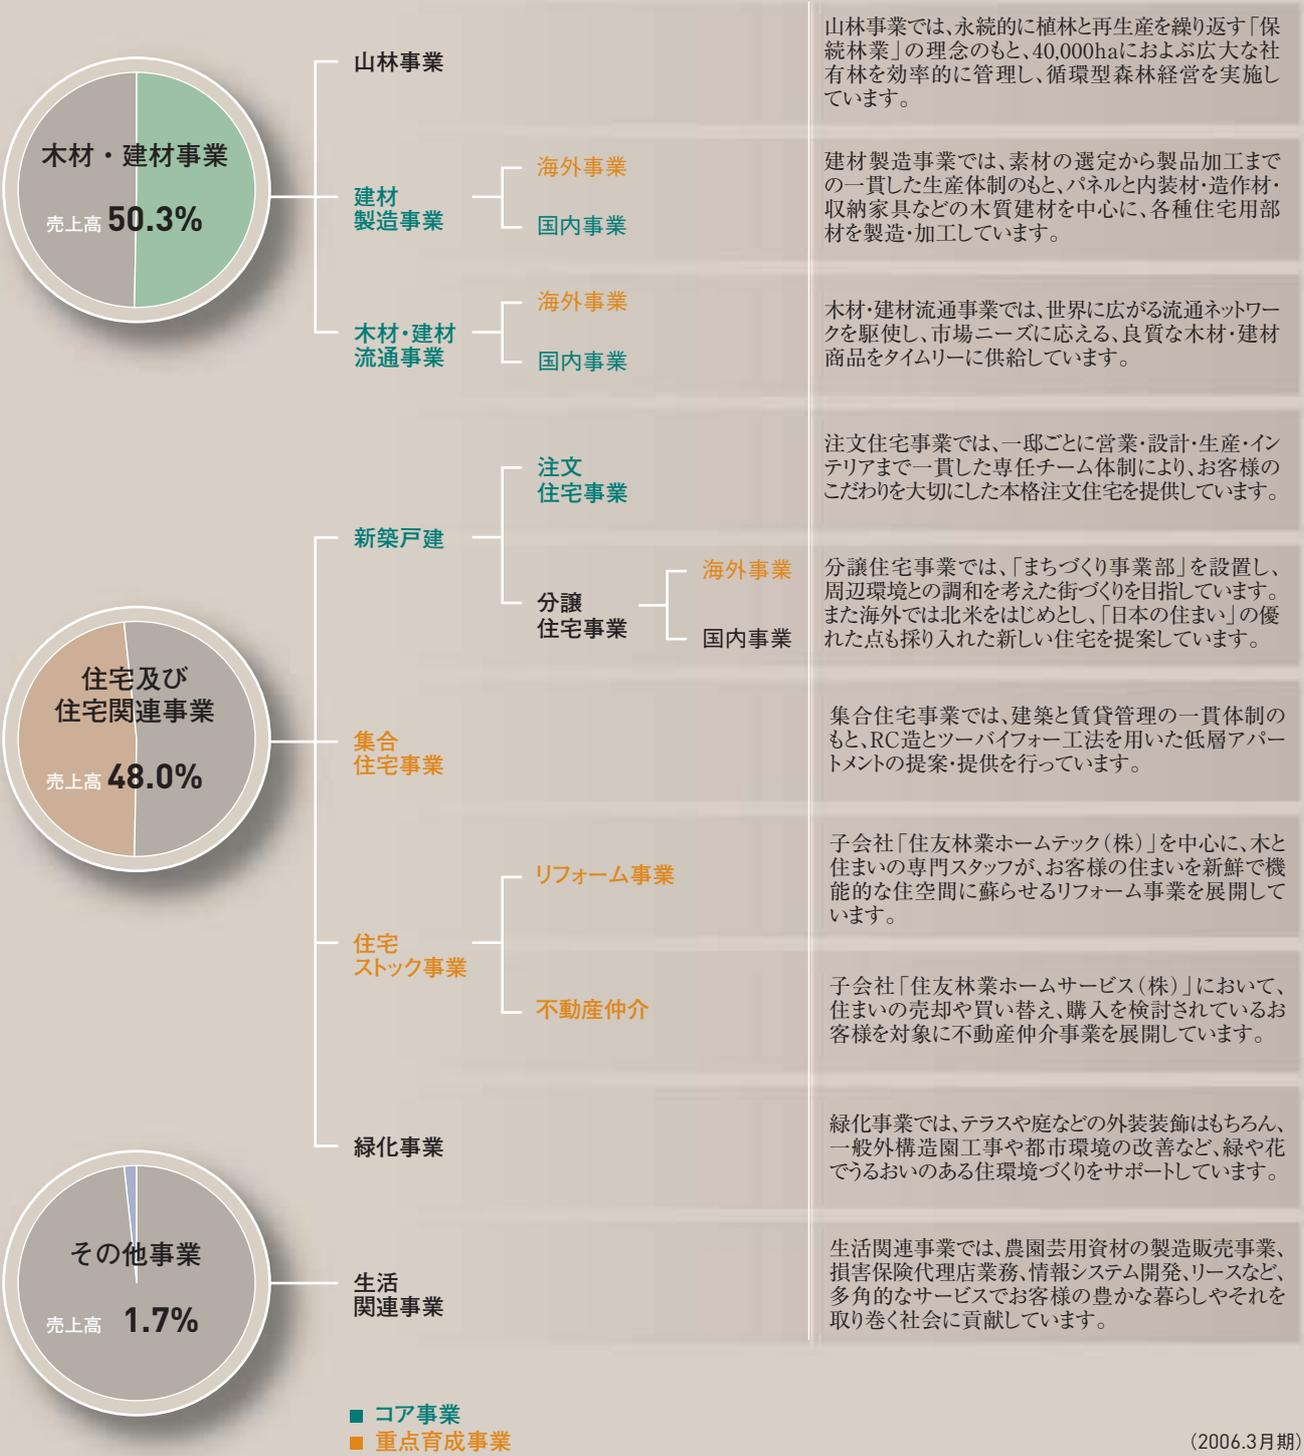 木材・建材事業
売上高 50.3%
山林事業
山林事業では、永続的に植林と再生産を繰り返す「保
続林業」の理念のもと、40,000haにおよぶ広大な社
有林を効率的に管理し、循環型森林経営を実施し
ています。
建材
製造事業
海外事業
国内事業
建材製造事業では、素材の選定から製品加工まで
の一貫した生産体制のもと、パネルと内装材・造作材・
収納家具などの木質建材を中心に、各種住宅用部
材を製造・加工しています。
木材・建材
流通事業
海外事業
国内事業
木材・建材流通事業では、世界に広がる流通ネットワー
クを駆使し、市場ニーズに応える、良質な木材・建材
商品をタイムリーに供給しています。
住宅及び
住宅関連事業
売上高 48.0%
新築戸建
注文
住宅事業
注文住宅事業では、一邸ごとに営業・設計・生産・イン
テリアまで一貫した専任チーム体制により、お客様の
こだわりを大切にした本格注文住宅を提供しています。
分譲
住宅事業
海外事業
国内事業
分譲住宅事業では、「まちづくり事業部」を設置し、
周辺環境との調和を考えた街づくりを目指しています。
また海外では北米をはじめとし、「日本の住まい」の優
れた点も採り入れた新しい住宅を提案しています。
集合
住宅事業
集合住宅事業では、建築と賃貸管理の一貫体制の
もと、RC造とツーバイフォー工法を用いた低層アパー
トメントの提案・提供を行っています。
住宅
ストック事業
リフォーム事業
子会社「住友林業ホームテック（株）」を中心に、木と
住まいの専門スタッフが、お客様の住まいを新鮮で機
能的な住空間に蘇らせるリフォーム事業を展開して
います。
不動産仲介
子会社「住友林業ホームサービス（株）」において、
住まいの売却や買い替え、購入を検討されているお
客様を対象に不動産仲介事業を展開しています。
緑化事業
緑化事業では、テラスや庭などの外装装飾はもちろん、
一般外構造園工事や都市環境の改善など、緑や花
でうるおいのある住環境づくりをサポートしています。
その他事業
売上高 1.7%
生活
関連事業
生活関連事業では、農園芸用資材の製造販売事業、
損害保険代理店業務、情報システム開発、リースなど、
多角的なサービスでお客様の豊かな暮らしやそれを
取り巻く社会に貢献しています。
■ コア事業
■ 重点育成事業
(2006.3月期)